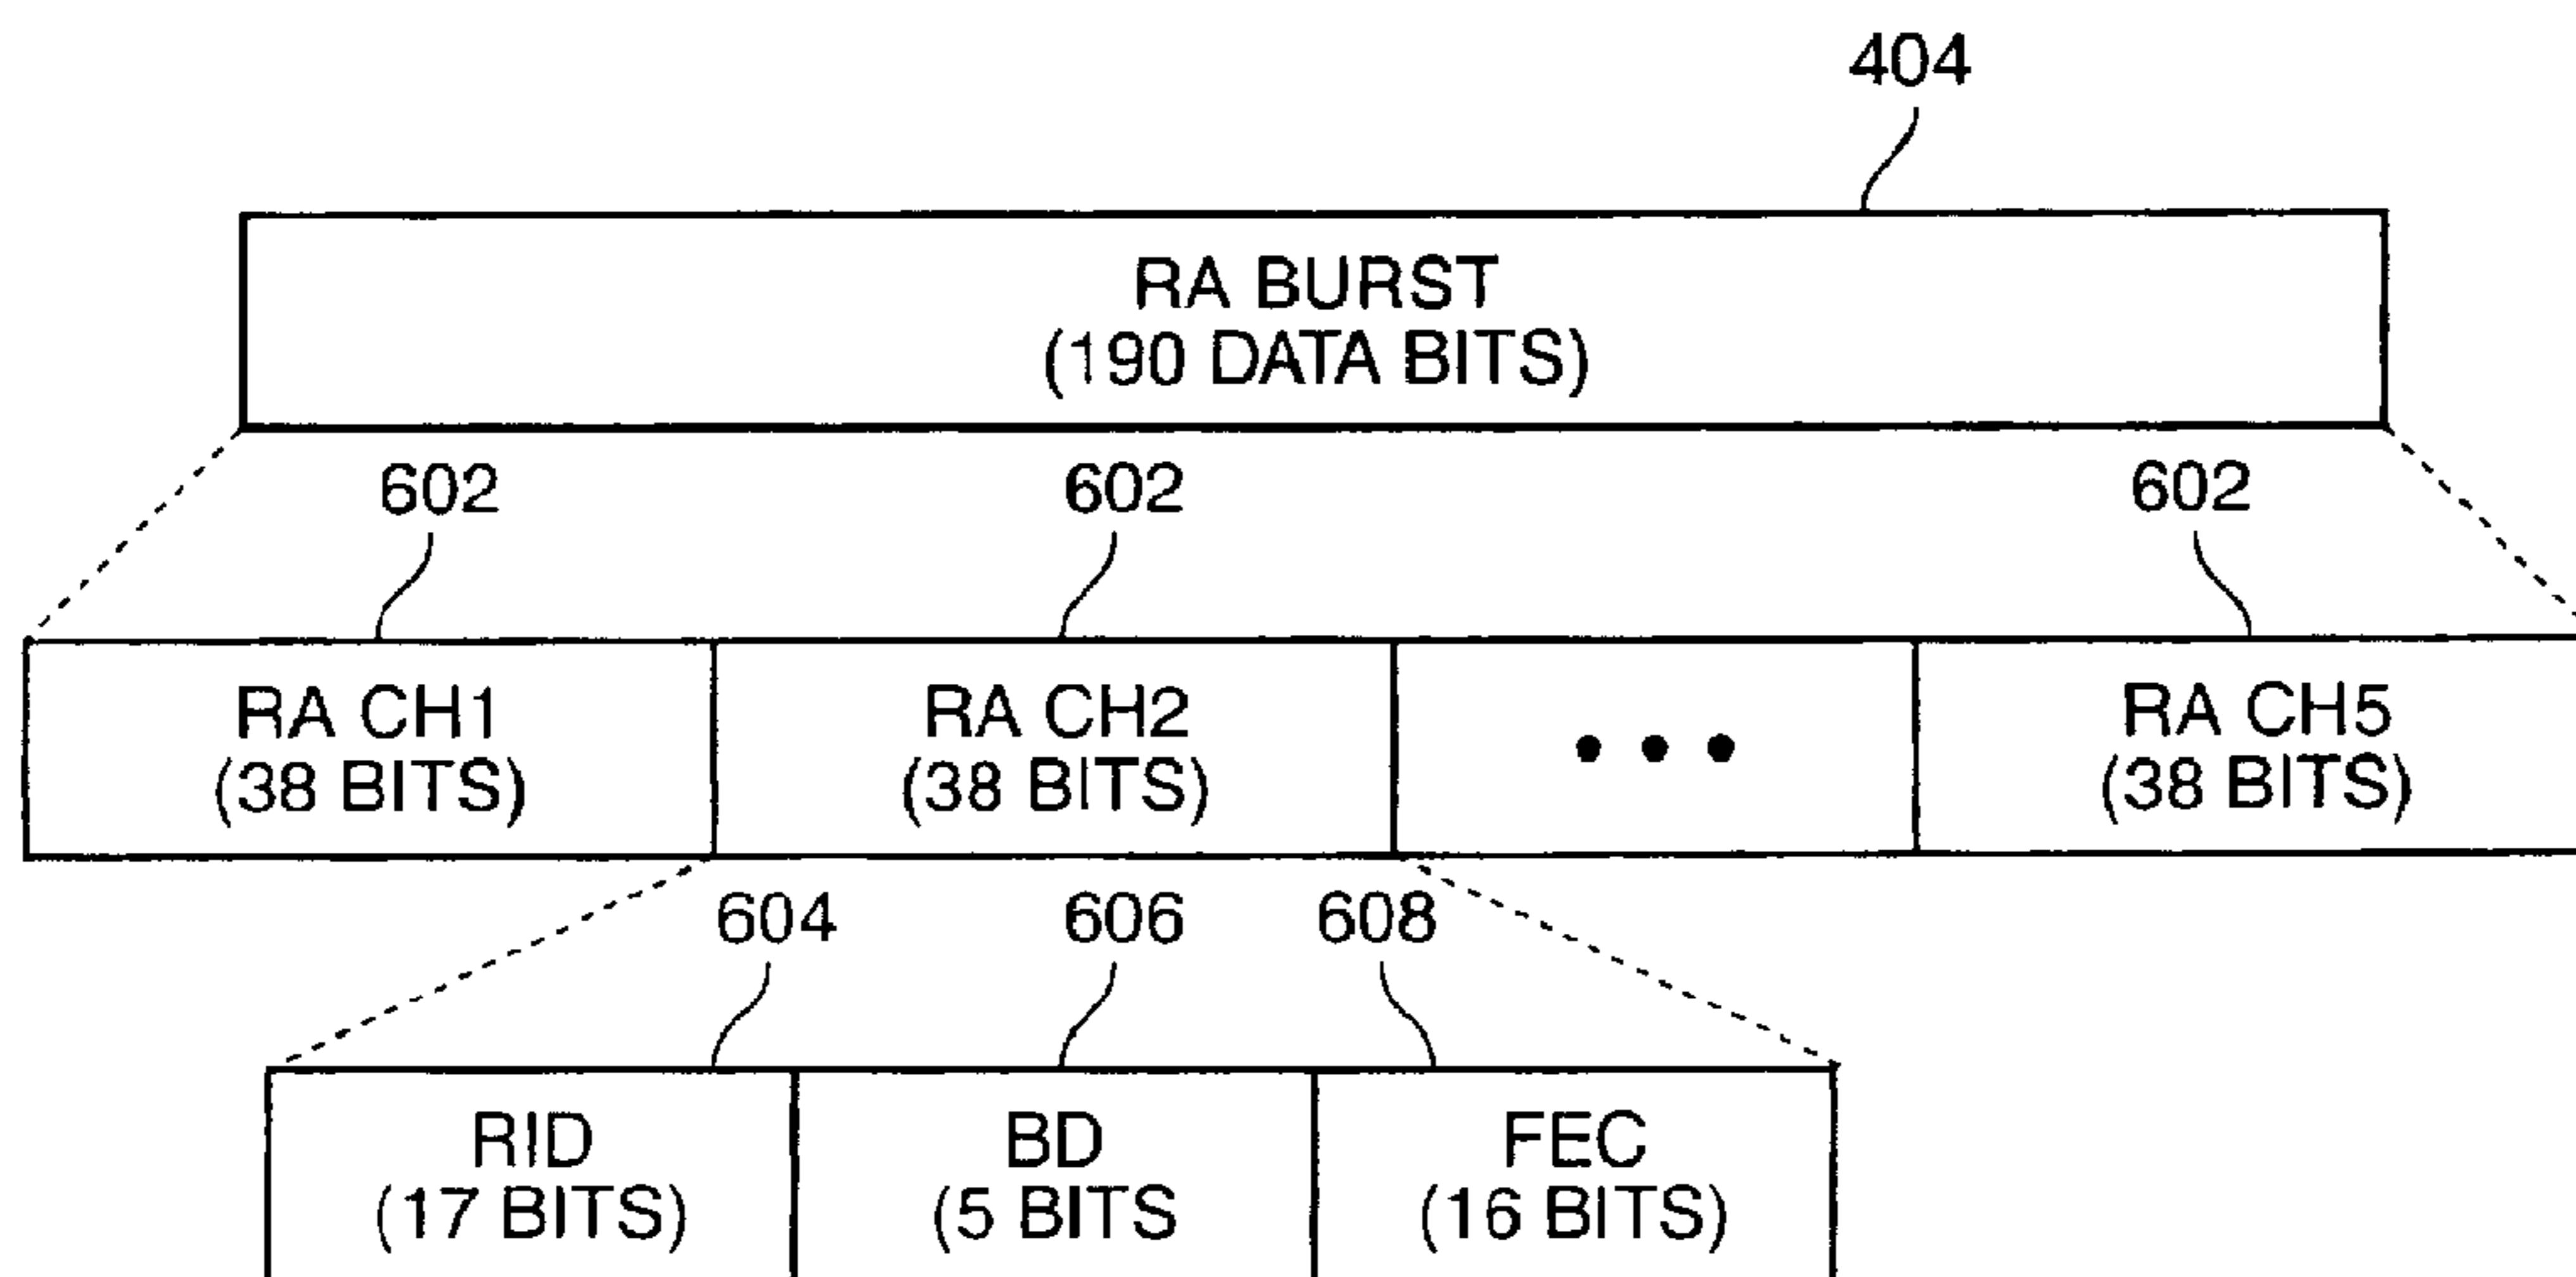 404
RA BURST
(190 DATA BITS)
602 602 602
RA CH1 RA CH2 • • • RA CH5
(38 BITS) (38 BITS) (38 BITS)
604 606 608
RID BD FEC
(17 BITS) (5 BITS (16 BITS)